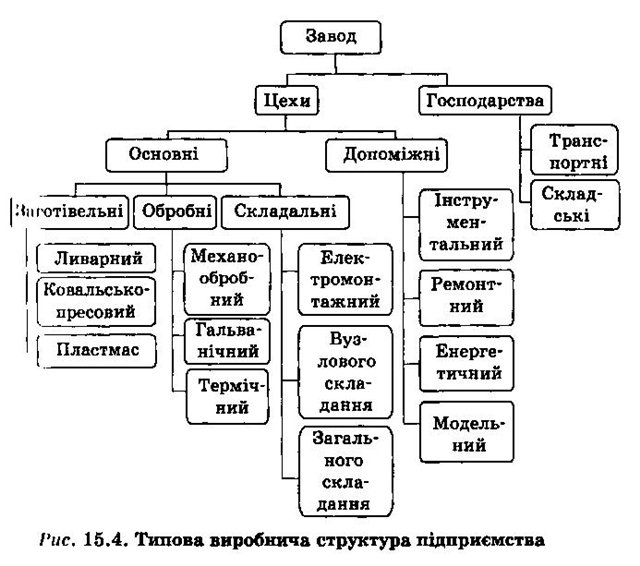 Завод
Цехи
Господарства
Основні
Допоміжні
Транс-
портні
Склад-
ські
Заготівельні
Обробні
Складальні
Ливарний
Ковальсько-
пресовий
Пластмас
Механо-
оброб-
ний
Гальва-
нічний
Терміч-
ний
Елек-
тромон-
тажний
Вуз-
лового
скла-
дання
Загаль-
ного
скла-
дання
Інстру-
мен-
тальний
Ремонт-
ний
Енерге-
тичний
Модель-
ний
Рис. 15.4. Типова виробнича структура підприємства